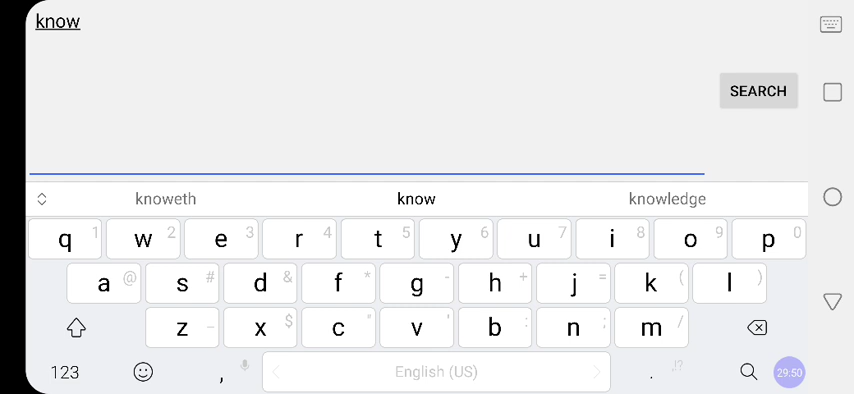 know
SEARCH
knoweth know knowledge
q 1 w 2 e 3 r 4 t 5 y 6 u 7 i 8 o 9 p 0
a @ s # d & f * g - h + j = k ( l )
z _ x $ c " v ' b : n ; m /
123 , English (US) . ,!? 29:50